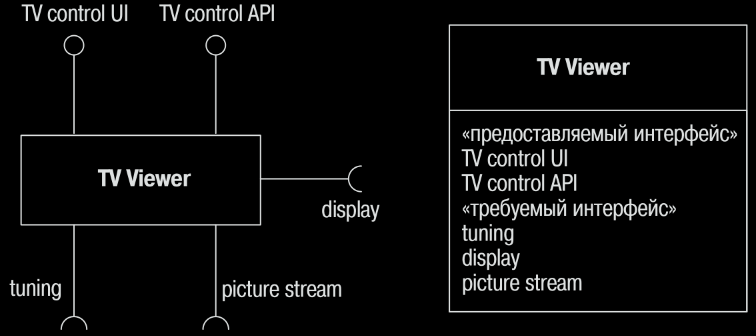 TV control UI
TV control API
TV Viewer
display
tuning
picture stream
TV Viewer
«предоставляемый интерфейс»
TV control UI
TV control API
«требуемый интерфейс»
tuning
display
picture stream